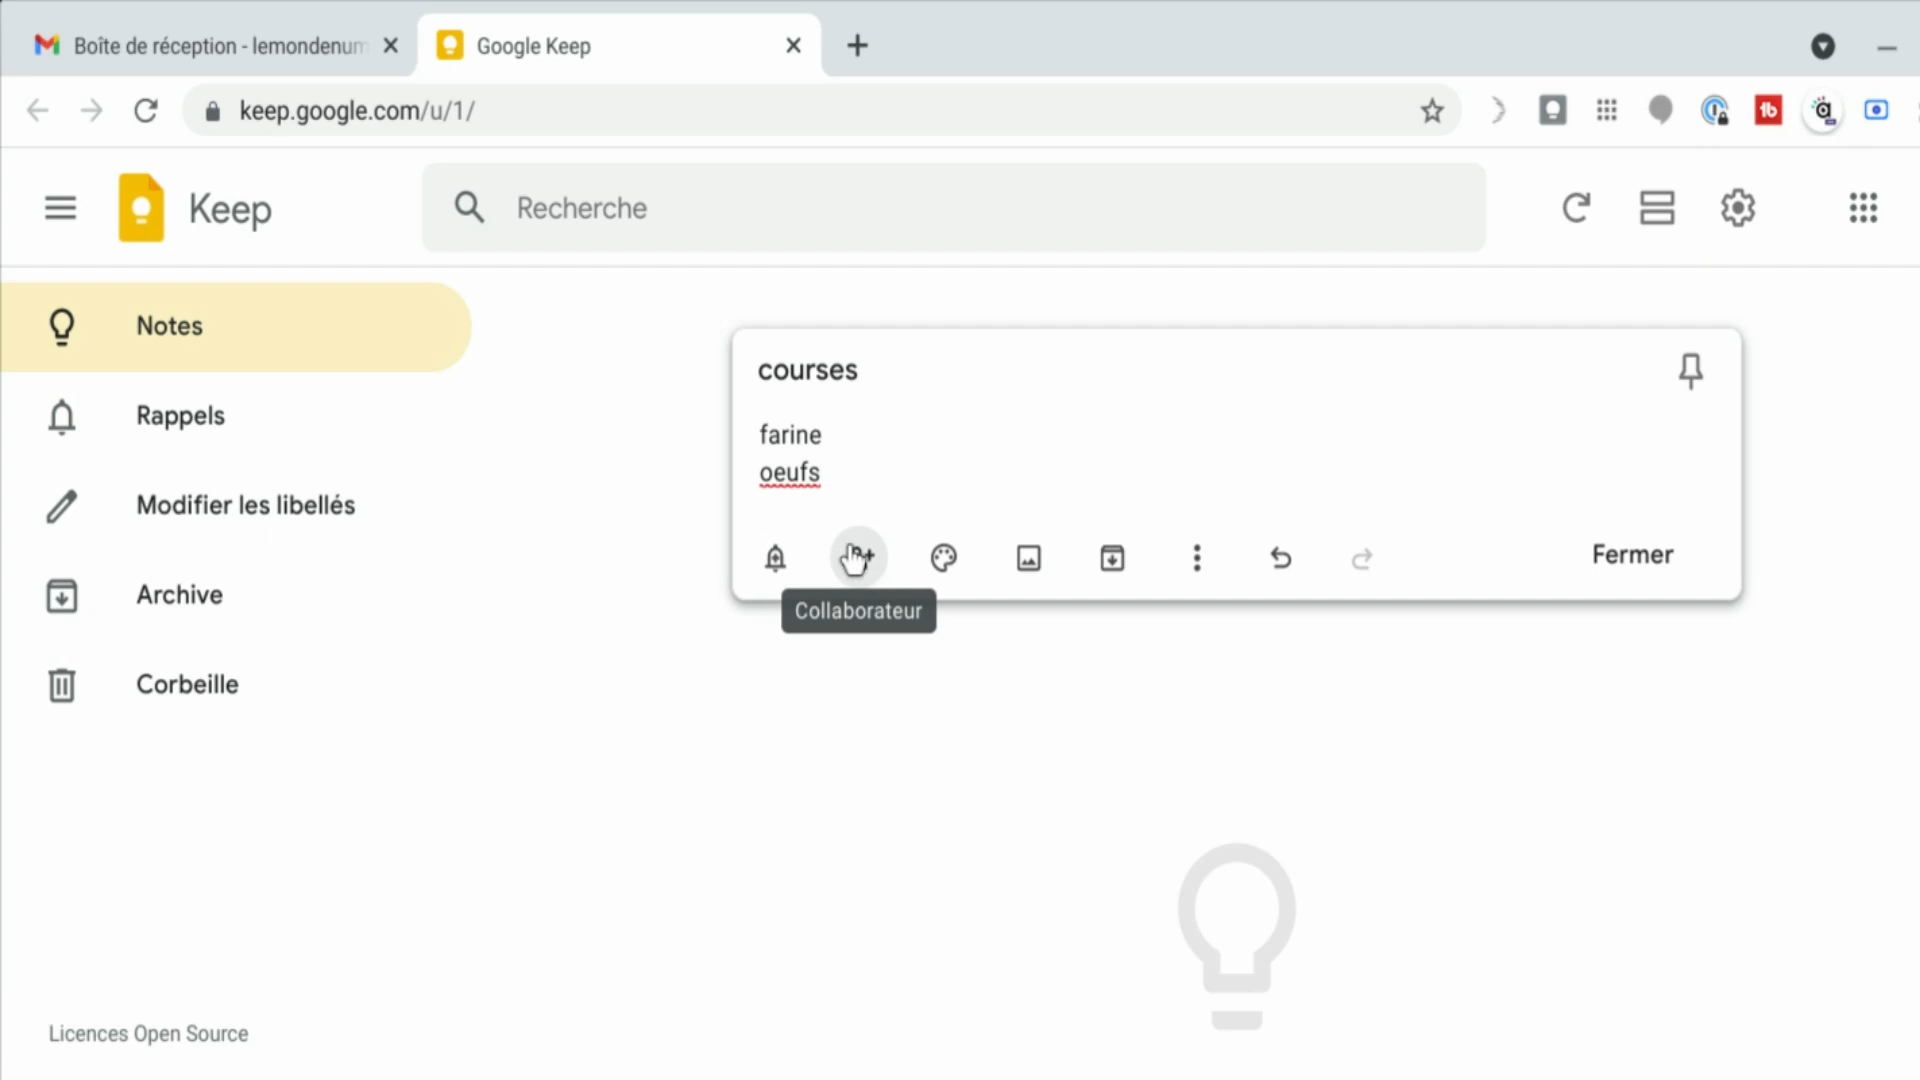 Boîte de réception - lemondenum
Google Keep
keep.google.com/u/1/
Keep
Recherche
Notes
Rappels
Modifier les libellés
Archive
Corbeille
courses
farine
oeufs
Fermer
Collaborateur
Licences Open Source